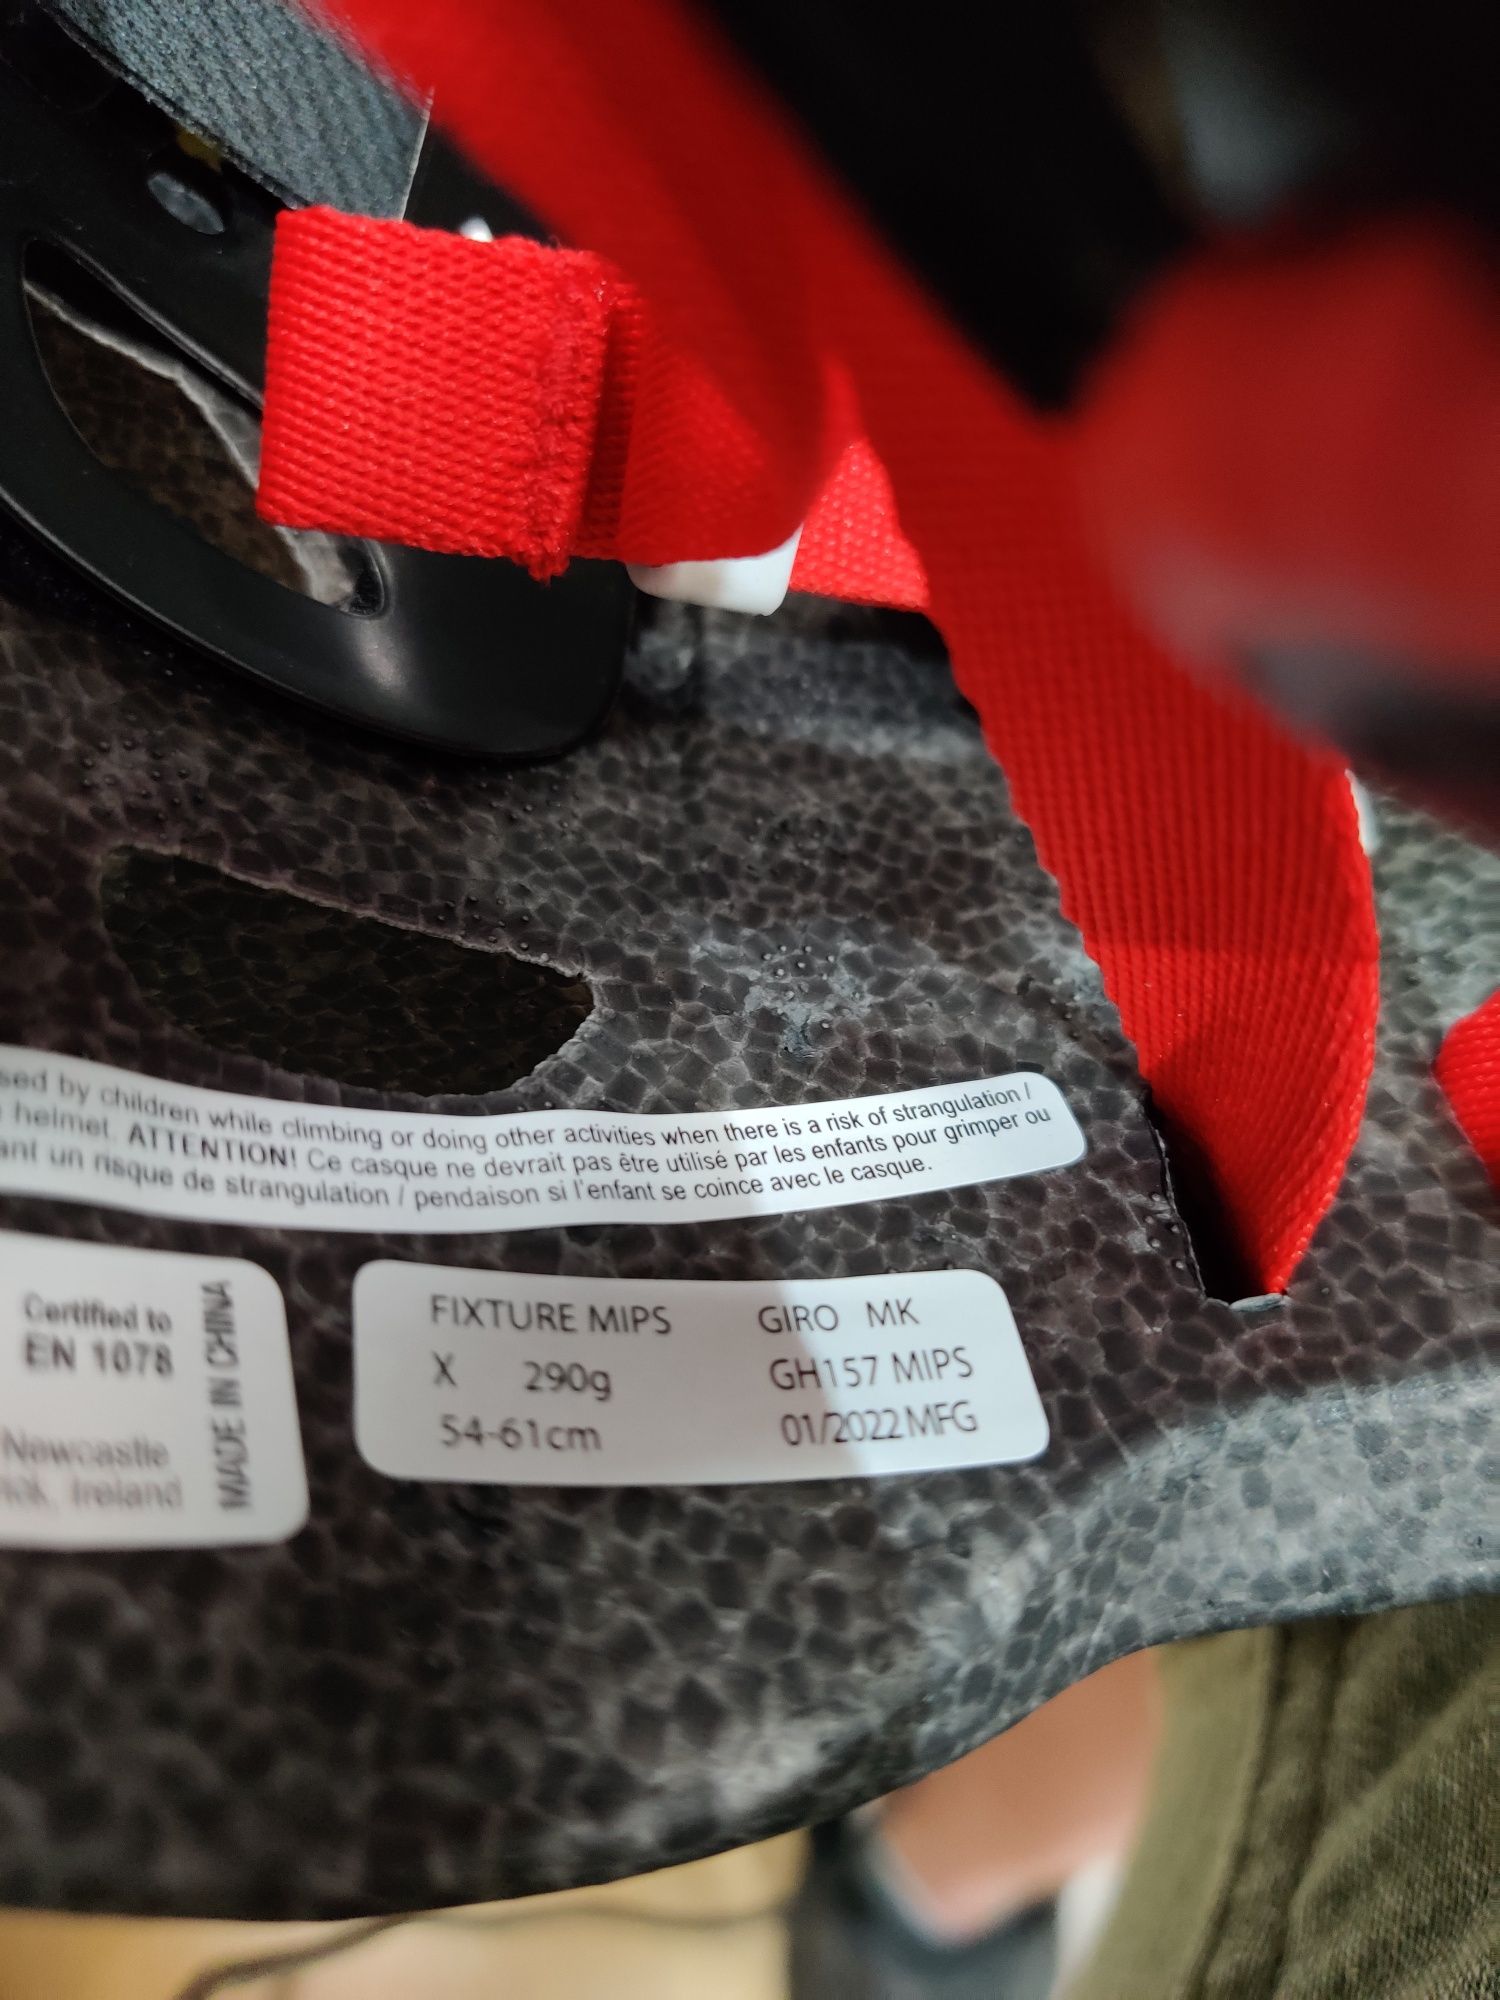 sed by children while climbing or doing other activities when there is a risk of strangulation /
helmet. ATTENTION! Ce casque ne devrait pas être utilisé par les enfants pour grimper ou
ant un risque de strangulation / pendaison si l'enfant se coince avec le casque.
Certified to
EN 1078
Newcastle
Ireland
MADE IN CHINA
FIXTURE MIPS GIRO MK
X 290g GH157 MIPS
54-61cm 01/2022MFG